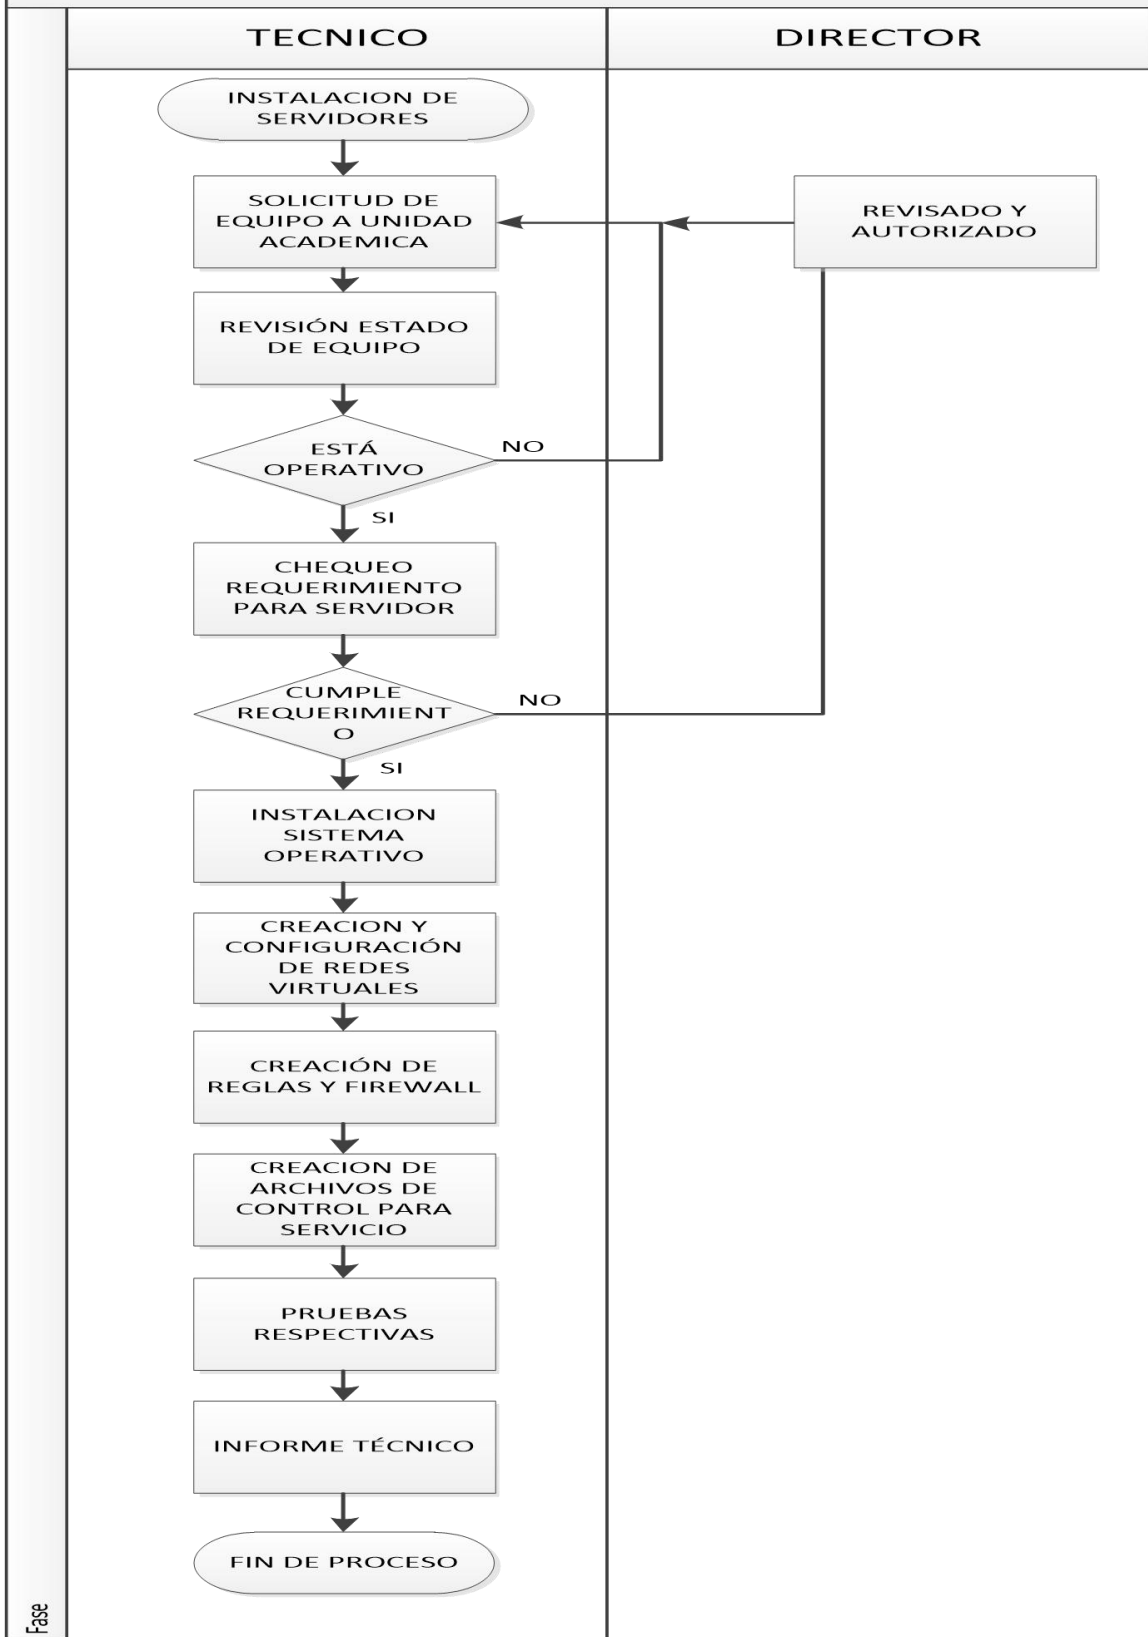 TECNICO
DIRECTOR
INSTALACION DE
SERVIDORES
SOLICITUD DE
EQUIPO A UNIDAD
ACADEMICA
REVISADO Y
AUTORIZADO
REVISIÓN ESTADO
DE EQUIPO
ESTÁ
OPERATIVO
NO
SI
CHEQUEO
REQUERIMIENTO
PARA SERVIDOR
CUMPLE
REQUERIMIENT
O
NO
SI
INSTALACION
SISTEMA
OPERATIVO
CREACION Y
CONFIGURACIÓN
DE REDES
VIRTUALES
CREACIÓN DE
REGLAS Y FIREWALL
CREACION DE
ARCHIVOS DE
CONTROL PARA
SERVICIO
PRUEBAS
RESPECTIVAS
INFORME TÉCNICO
FIN DE PROCESO
Fase